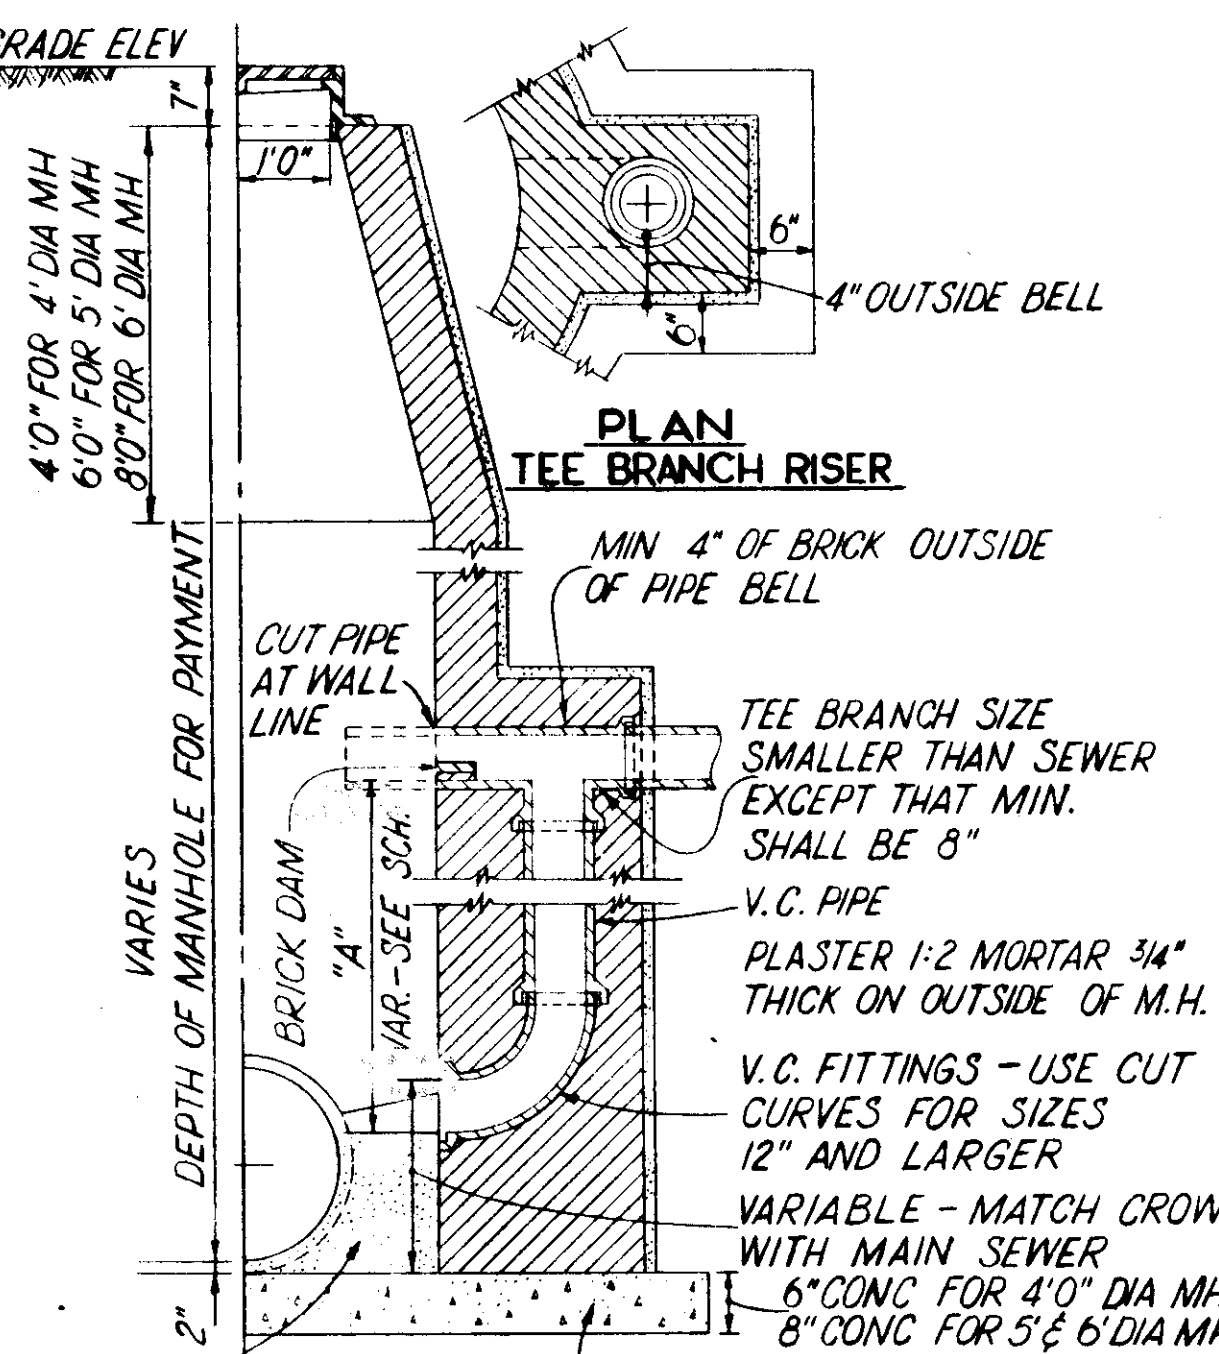 GRADE ELEV
7"
1'0"
4'0" FOR 4' DIA MH
6'0" FOR 5' DIA MH
8'0" FOR 6' DIA MH
6"
4" OUTSIDE BELL
6"
PLAN
TEE BRANCH RISER
MIN 4" OF BRICK OUTSIDE
OF PIPE BELL
CUT PIPE
AT WALL
LINE
TEE BRANCH SIZE
SMALLER THAN SEWER
EXCEPT THAT MIN.
SHALL BE 8"
VARIES
DEPTH OF MANHOLE FOR PAYMENT
BRICK DAM
"A"
VAR.-SEE SCH.
V.C. PIPE
PLASTER 1:2 MORTAR 3/4"
THICK ON OUTSIDE OF M.H.
V.C. FITTINGS - USE CUT
CURVES FOR SIZES
12" AND LARGER
VARIABLE - MATCH CROW
WITH MAIN SEWER
6" CONC FOR 4'0" DIA MH
8" CONC FOR 5' & 6' DIA MH
2"